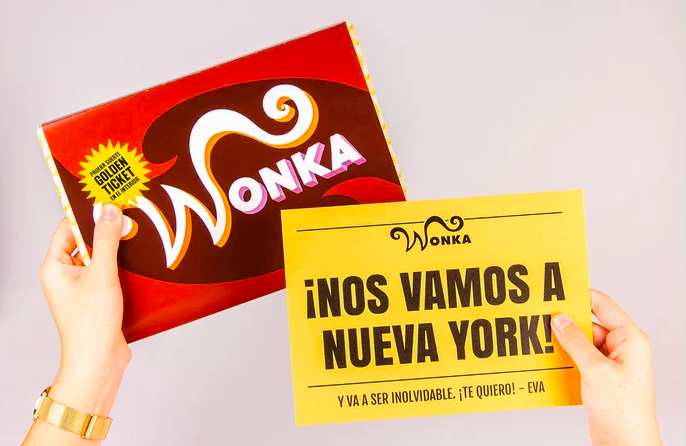 PRUEBA SUERTE
GOLDEN
TICKET
EN EL INTERIOR
WONKA
WONKA
¡NOS VAMOS A
NUEVA YORK!
Y VA A SER INOLVIDABLE. ¡TE QUIERO! - EVA